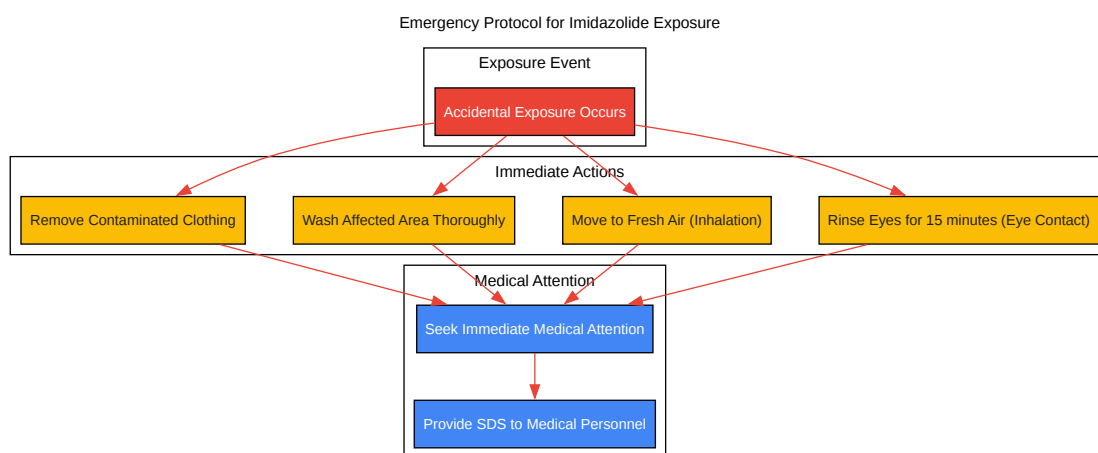 Emergency Protocol for Imidazolide Exposure
Exposure Event
Accidental Exposure Occurs
Immediate Actions
Remove Contaminated Clothing
Wash Affected Area Thoroughly
Move to Fresh Air (Inhalation)
Rinse Eyes for 15 minutes (Eye Contact)
Medical Attention
Seek Immediate Medical Attention
Provide SDS to Medical Personnel